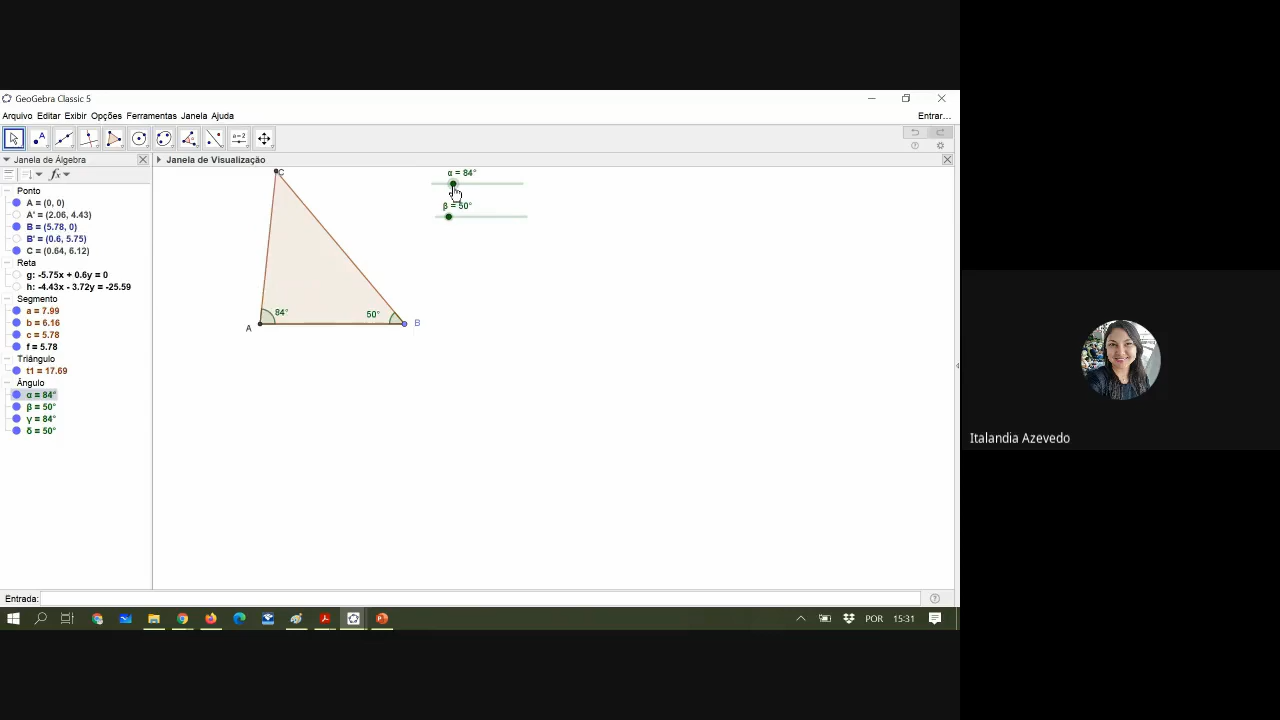 GeoGebra Classic 5
Arquivo Editar Exibir Opções Ferramentas Janela Ajuda
Entrar...
A
a=2
Janela de Álgebra
Janela de Visualização
fx
Ponto
A = (0, 0)
A' = (2.06, 4.43)
B = (5.78, 0)
B' = (0.6, 5.75)
C = (0.64, 6.12)
Reta
g: -5.75x + 0.6y = 0
h: -4.43x - 3.72y = -25.59
Segmento
a = 7.99
b = 6.16
c = 5.78
f = 5.78
Triângulo
t1 = 17.69
Ângulo
α = 84°
β = 50°
γ = 84°
δ = 50°
C
α = 84°
β = 50°
84°
50°
A
B
Entrada:
POR
15:31
Italandia Azevedo